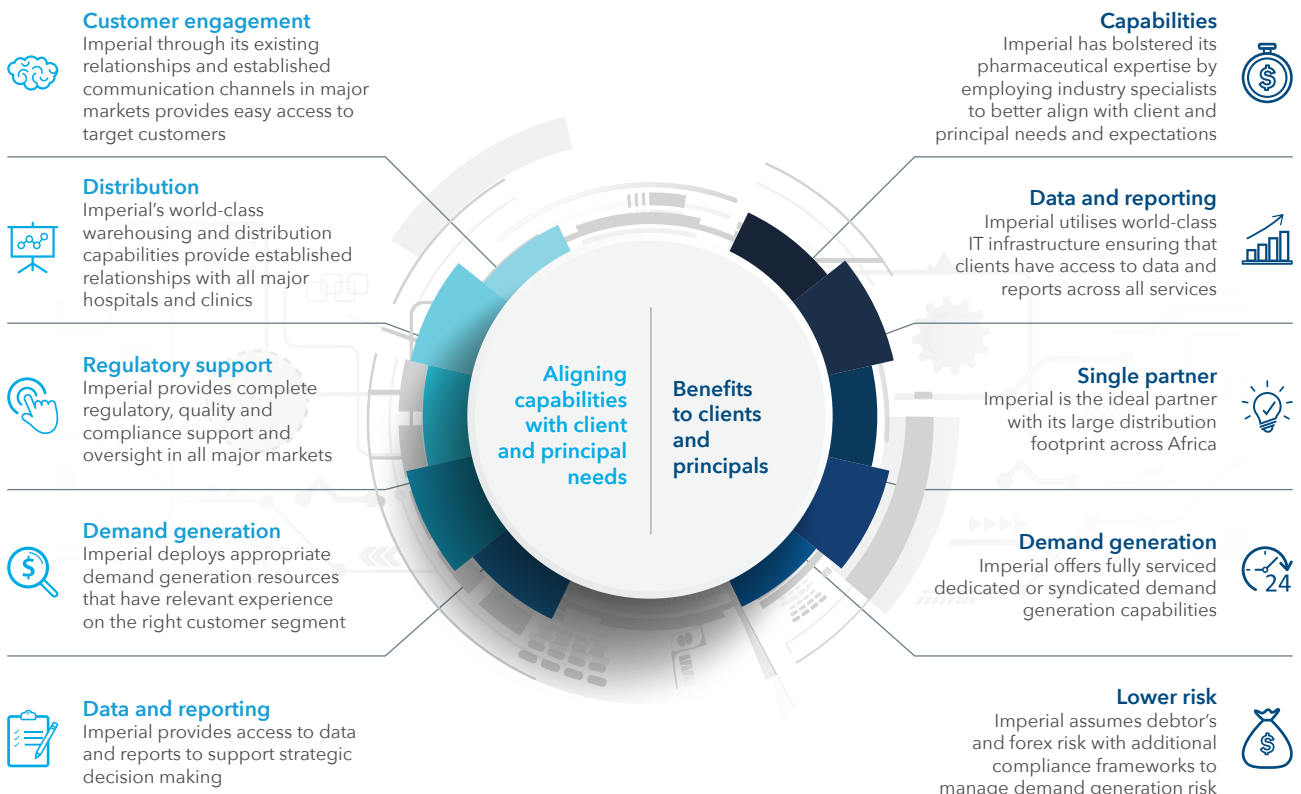 Customer engagement
Imperial through its existing
relationships and established
communication channels in major
markets provides easy access to
target customers
Distribution
Imperial's world-class
warehousing and distribution
capabilities provide established
relationships with all major
hospitals and clinics
Regulatory support
Imperial provides complete
regulatory, quality and
compliance support and
oversight in all major markets
Demand generation
Imperial deploys appropriate
demand generation resources
that have relevant experience
on the right customer segment
Data and reporting
Imperial provides access to data
and reports to support strategic
decision making
Aligning
capabilities
with client
and principal
needs
Benefits
to clients
and
principals
Capabilities
Imperial has bolstered its
pharmaceutical expertise by
employing industry specialists
to better align with client and
principal needs and expectations
$
Data and reporting
Imperial utilises world-class
IT infrastructure ensuring that
clients have access to data and
reports across all services
Single partner
Imperial is the ideal partner
with its large distribution
footprint across Africa
Demand generation
Imperial offers fully serviced
dedicated or syndicated demand
generation capabilities
24
Lower risk
Imperial assumes debtor's
and forex risk with additional
compliance frameworks to
manage demand generation risk
$
$